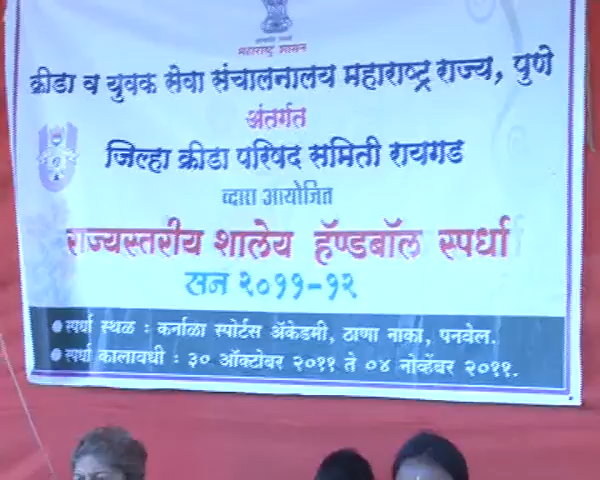 महाराष्ट्र शासन
क्रीडा व युवक सेवा संचालनालय महाराष्ट्र राज्य, पुणे
अंतर्गत
जिल्हा क्रीडा परिषद समिती रायगड
व्दारा आयोजित
राज्यस्तरीय शालेय हॅण्डबॉल स्पर्धा
सन २०११-१२
● स्पर्धा स्थळ : कर्नाळा स्पोर्टस अ‍ॅकेडमी, ठाणा नाका, पनवेल.
● स्पर्धा कालावधी : ३० ऑक्टोबर २०११ ते ०४ नोव्हेंबर २०११.